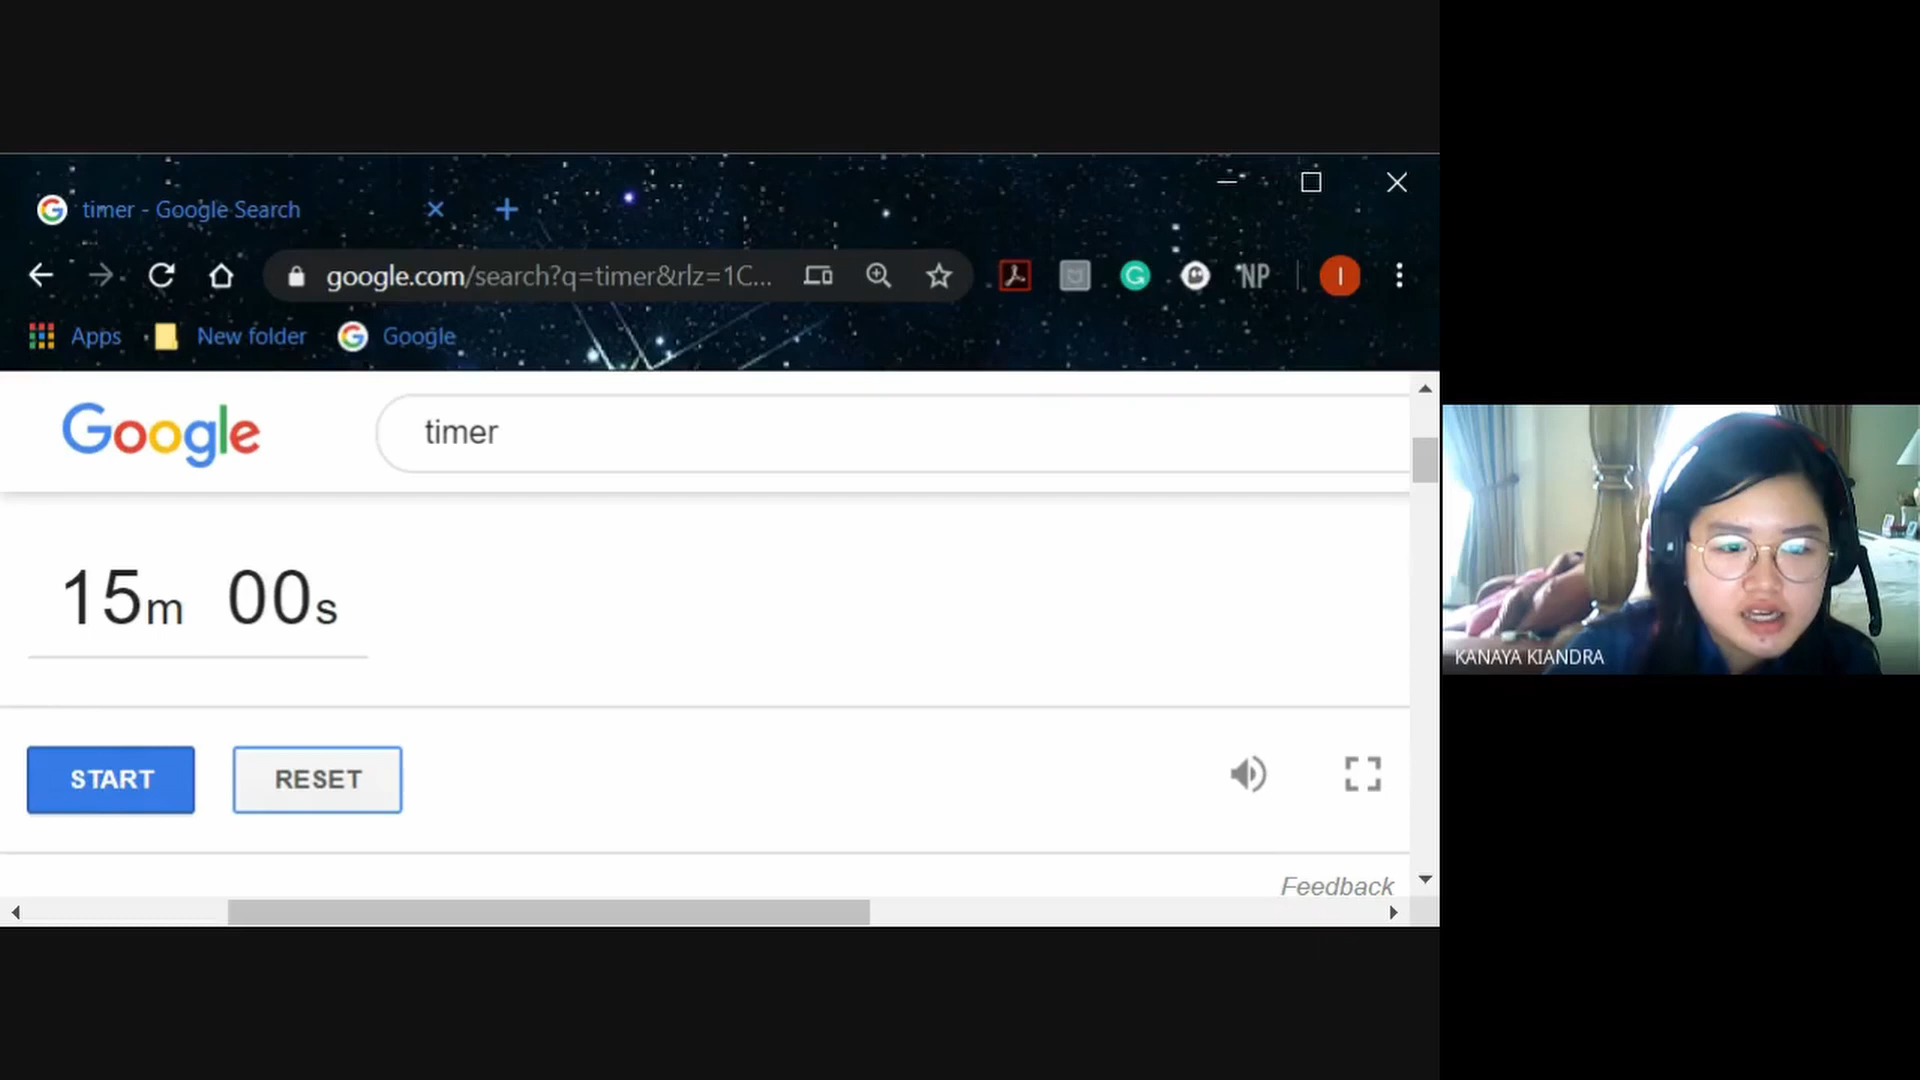 timer - Google Search
google.com/search?q=timer&rlz=1C...
NP
I
Apps
New folder
Google
Google
timer
15m 00s
START
RESET
Feedback
KANAYA KIANDRA